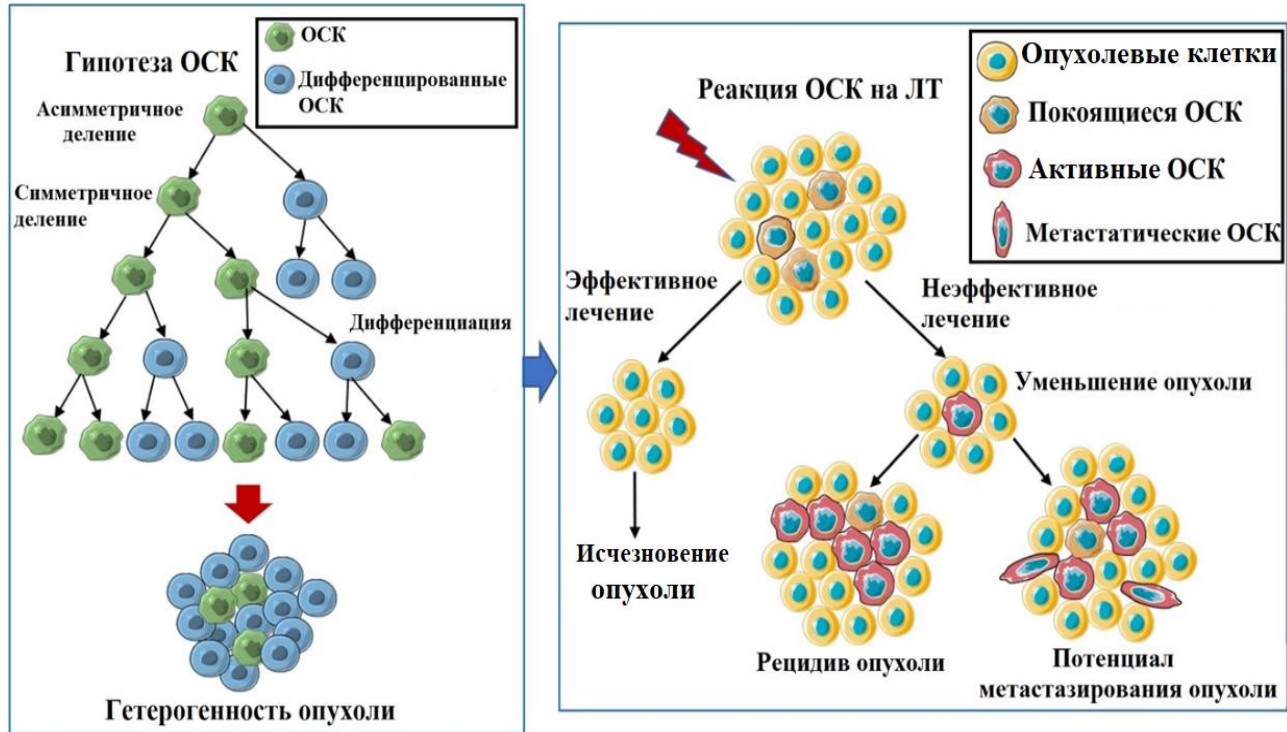 ОСК
Дифференцированные
ОСК
Гипотеза ОСК
Асимметричное
деление
Симметричное
деление
Дифференциация
Гетерогенность опухоли
Опухолевые клетки
Покоящиеся ОСК
Активные ОСК
Метастатические ОСК
Реакция ОСК на ЛТ
Эффективное
лечение
Неэффективное
лечение
Уменьшение опухоли
Исчезновение
опухоли
Рецидив опухоли
Потенциал
метастазирования опухоли